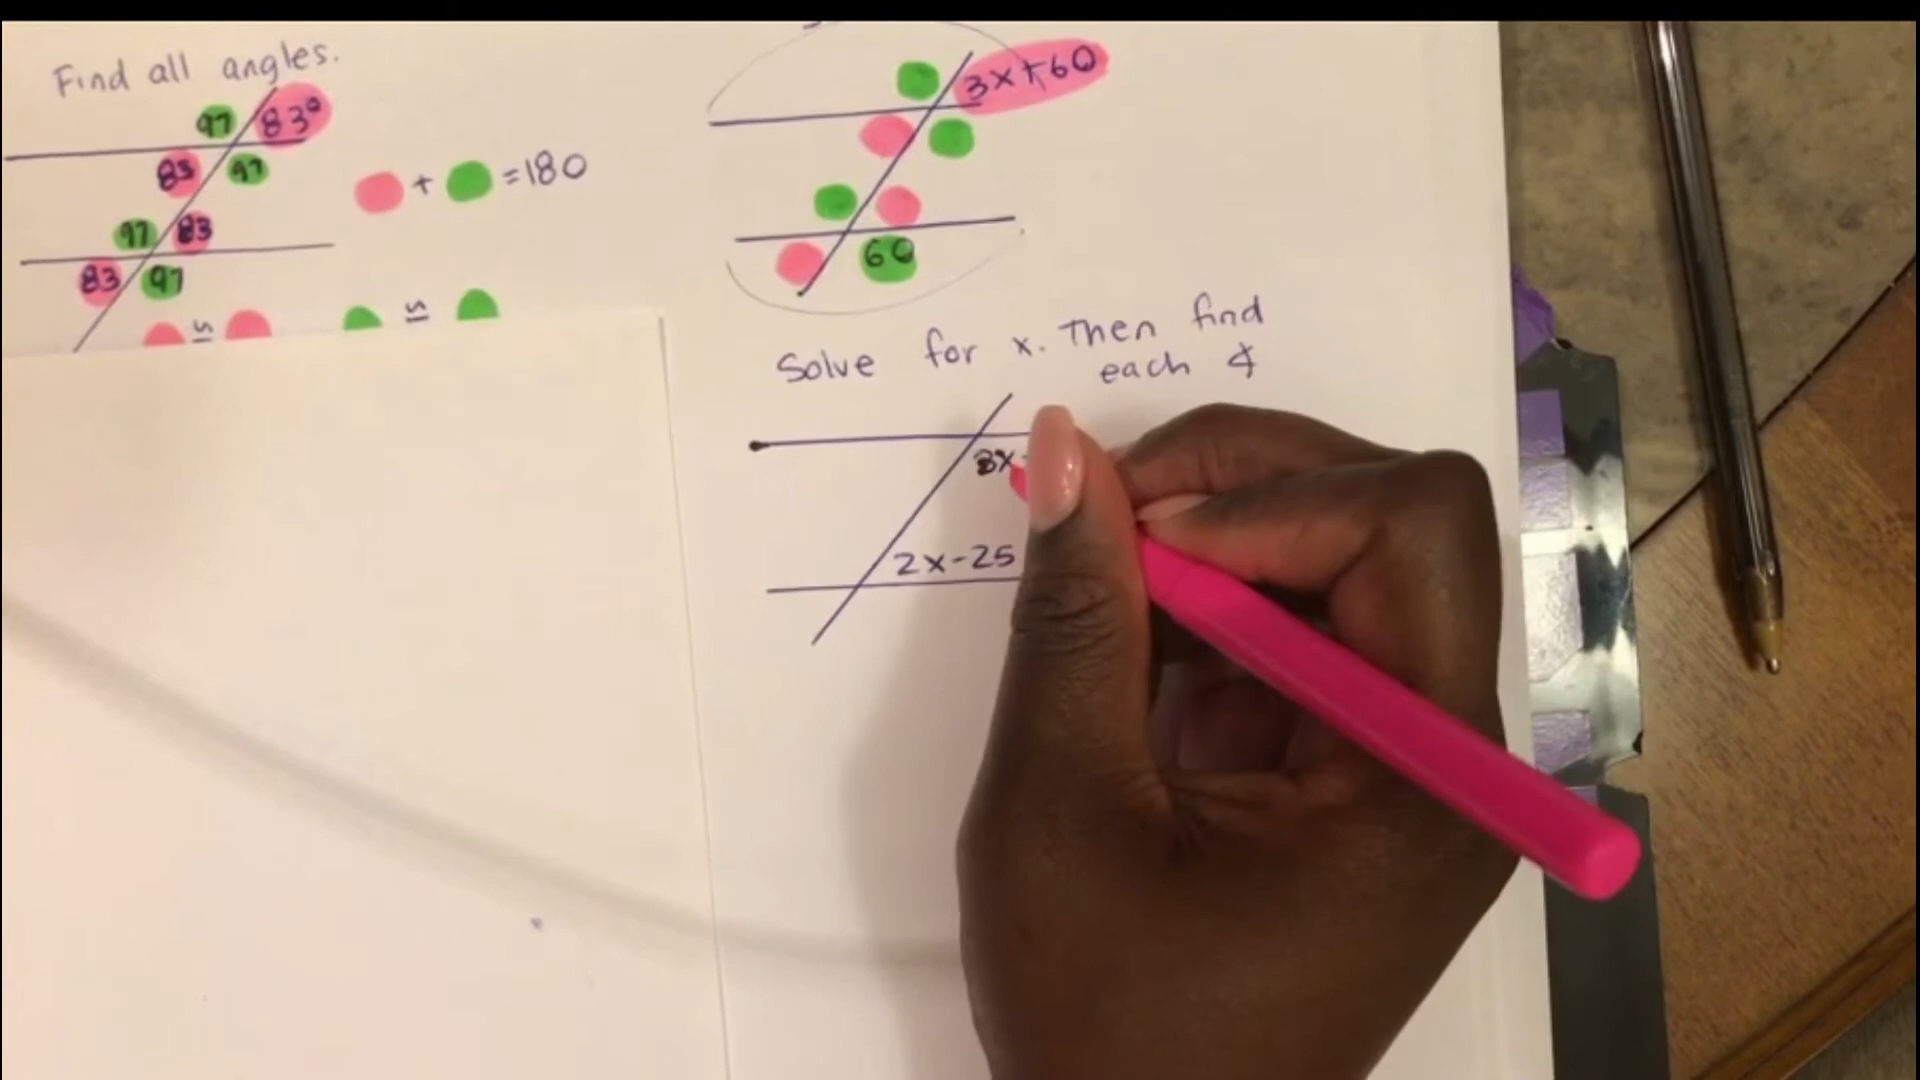 Find all angles.
97 83°
83 97
+ = 180
97 83
83 97
≅ ≅
3x+60
60
Solve for x. Then find
each ∡
3x-
2x-25